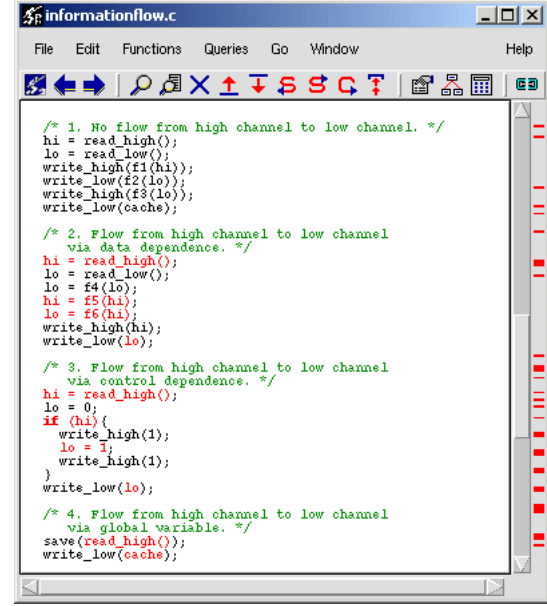 informationflow.c
File Edit Functions Queries Go Window Help
/* 1. No flow from high channel to low channel. */
hi = read_high();
lo = read_low();
write_high(f1(hi));
write_low(f2(lo));
write_high(f3(lo));
write_low(cache);
/* 2. Flow from high channel to low channel
via data dependence. */
hi = read_high();
lo = read_low();
lo = f4(lo);
hi = f5(hi);
lo = f6(hi);
write_high(hi);
write_low(lo);
/* 3. Flow from high channel to low channel
via control dependence. */
hi = read_high();
lo = 0;
if (hi){
write_high(1);
lo = 1;
write_high(1);
}
write_low(lo);
/* 4. Flow from high channel to low channel
via global variable. */
save(read_high());
write_low(cache);